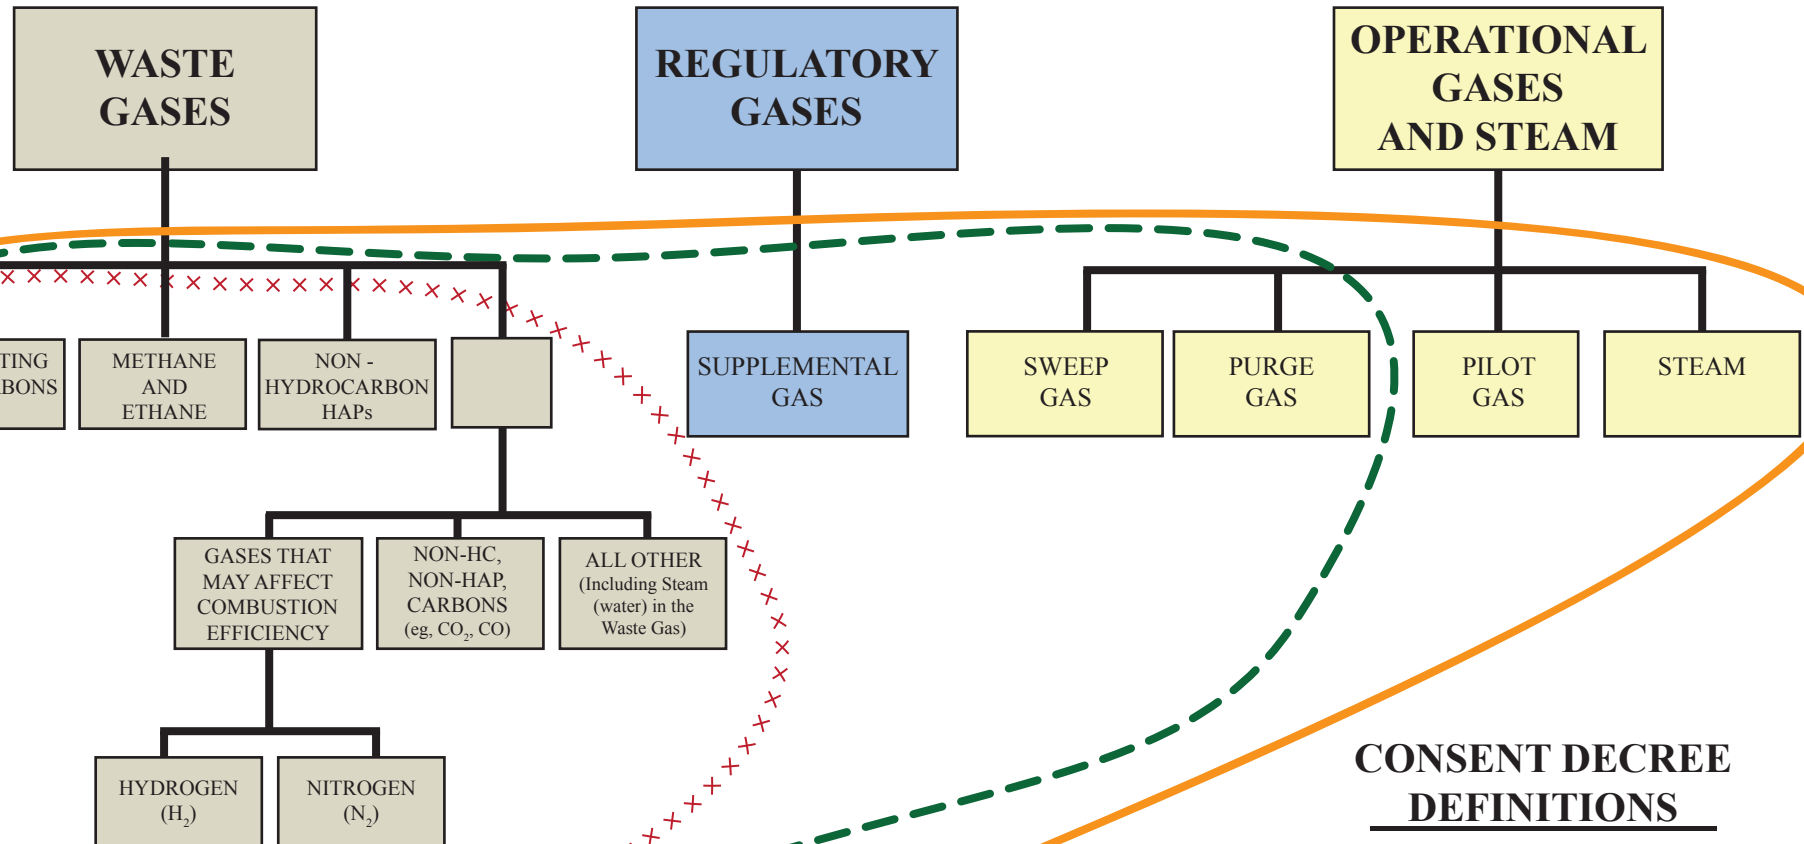 WASTE
GASES
REGULATORY
GASES
OPERATIONAL
GASES
AND STEAM
TING
BONS
METHANE
AND
ETHANE
NON -
HYDROCARBON
HAPs
SUPPLEMENTAL
GAS
SWEEP
GAS
PURGE
GAS
PILOT
GAS
STEAM
GASES THAT
MAY AFFECT
COMBUSTION
EFFICIENCY
NON-HC,
NON-HAP,
CARBONS
(eg, CO₂, CO)
ALL OTHER
(Including Steam
(water) in the
Waste Gas)
HYDROGEN
(H₂)
NITROGEN
(N₂)
CONSENT DECREE
DEFINITIONS